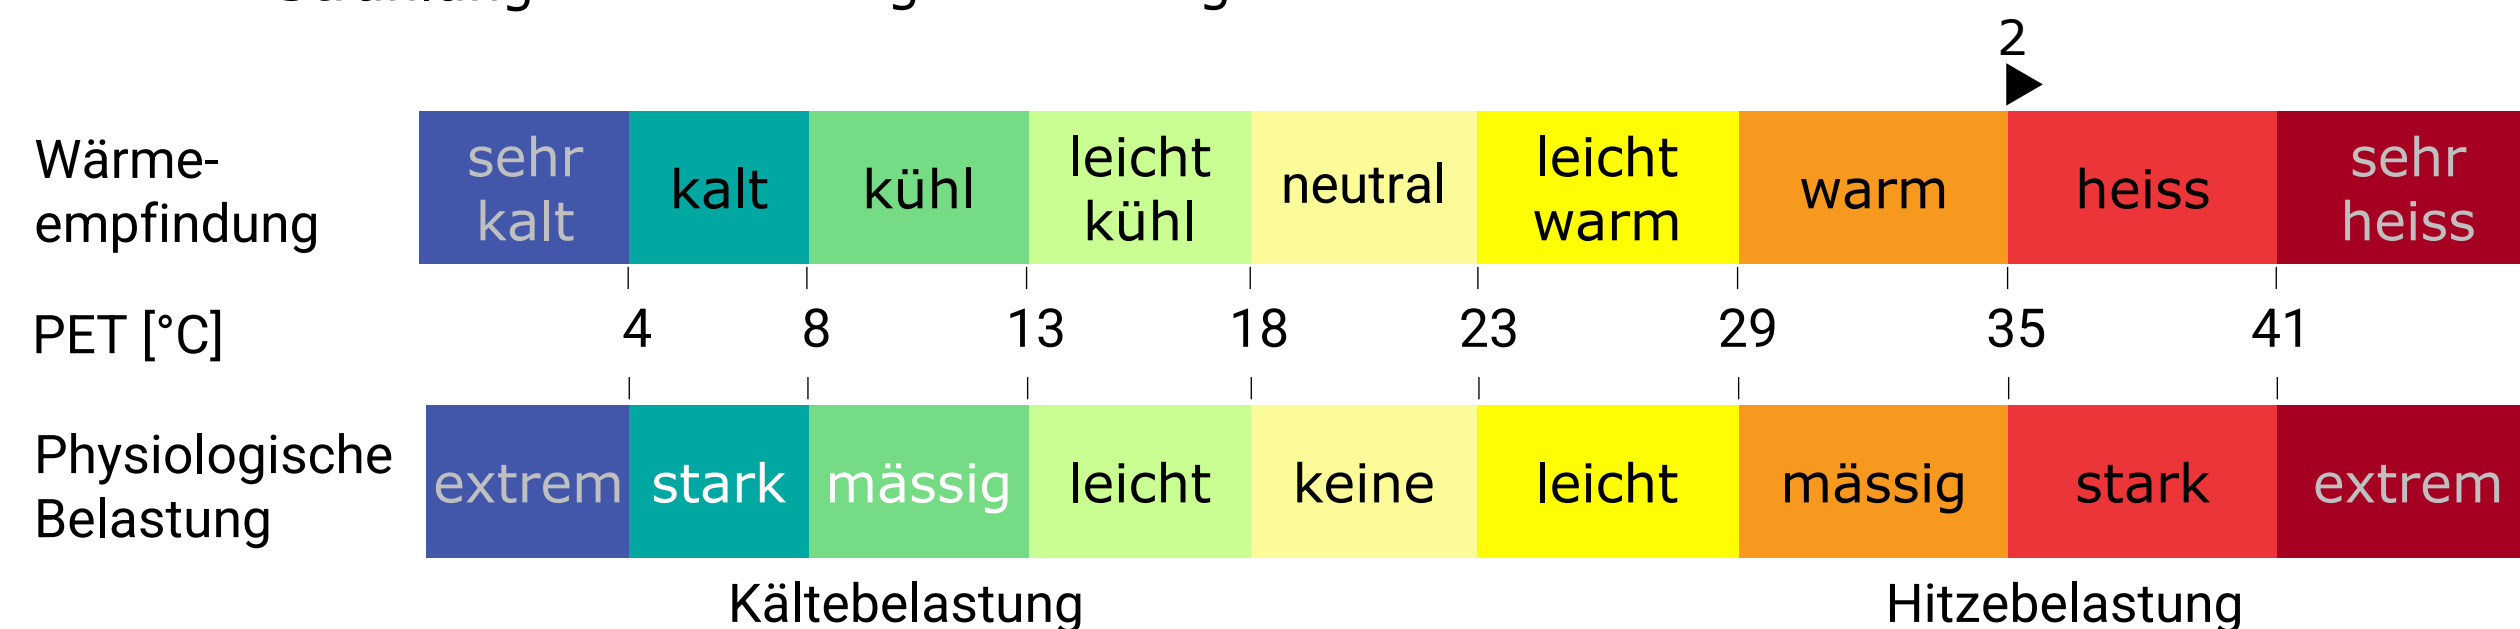 2
Wärme-
empfindung
sehr
kalt
kalt
kühl
leicht
kühl
neutral
leicht
warm
warm
heiss
sehr
heiss
PET [°C]
4 8 13 18 23 29 35 41
Physiologische
Belastung
extrem stark mässig leicht keine leicht mässig stark extrem
Kältebelastung Hitzebelastung